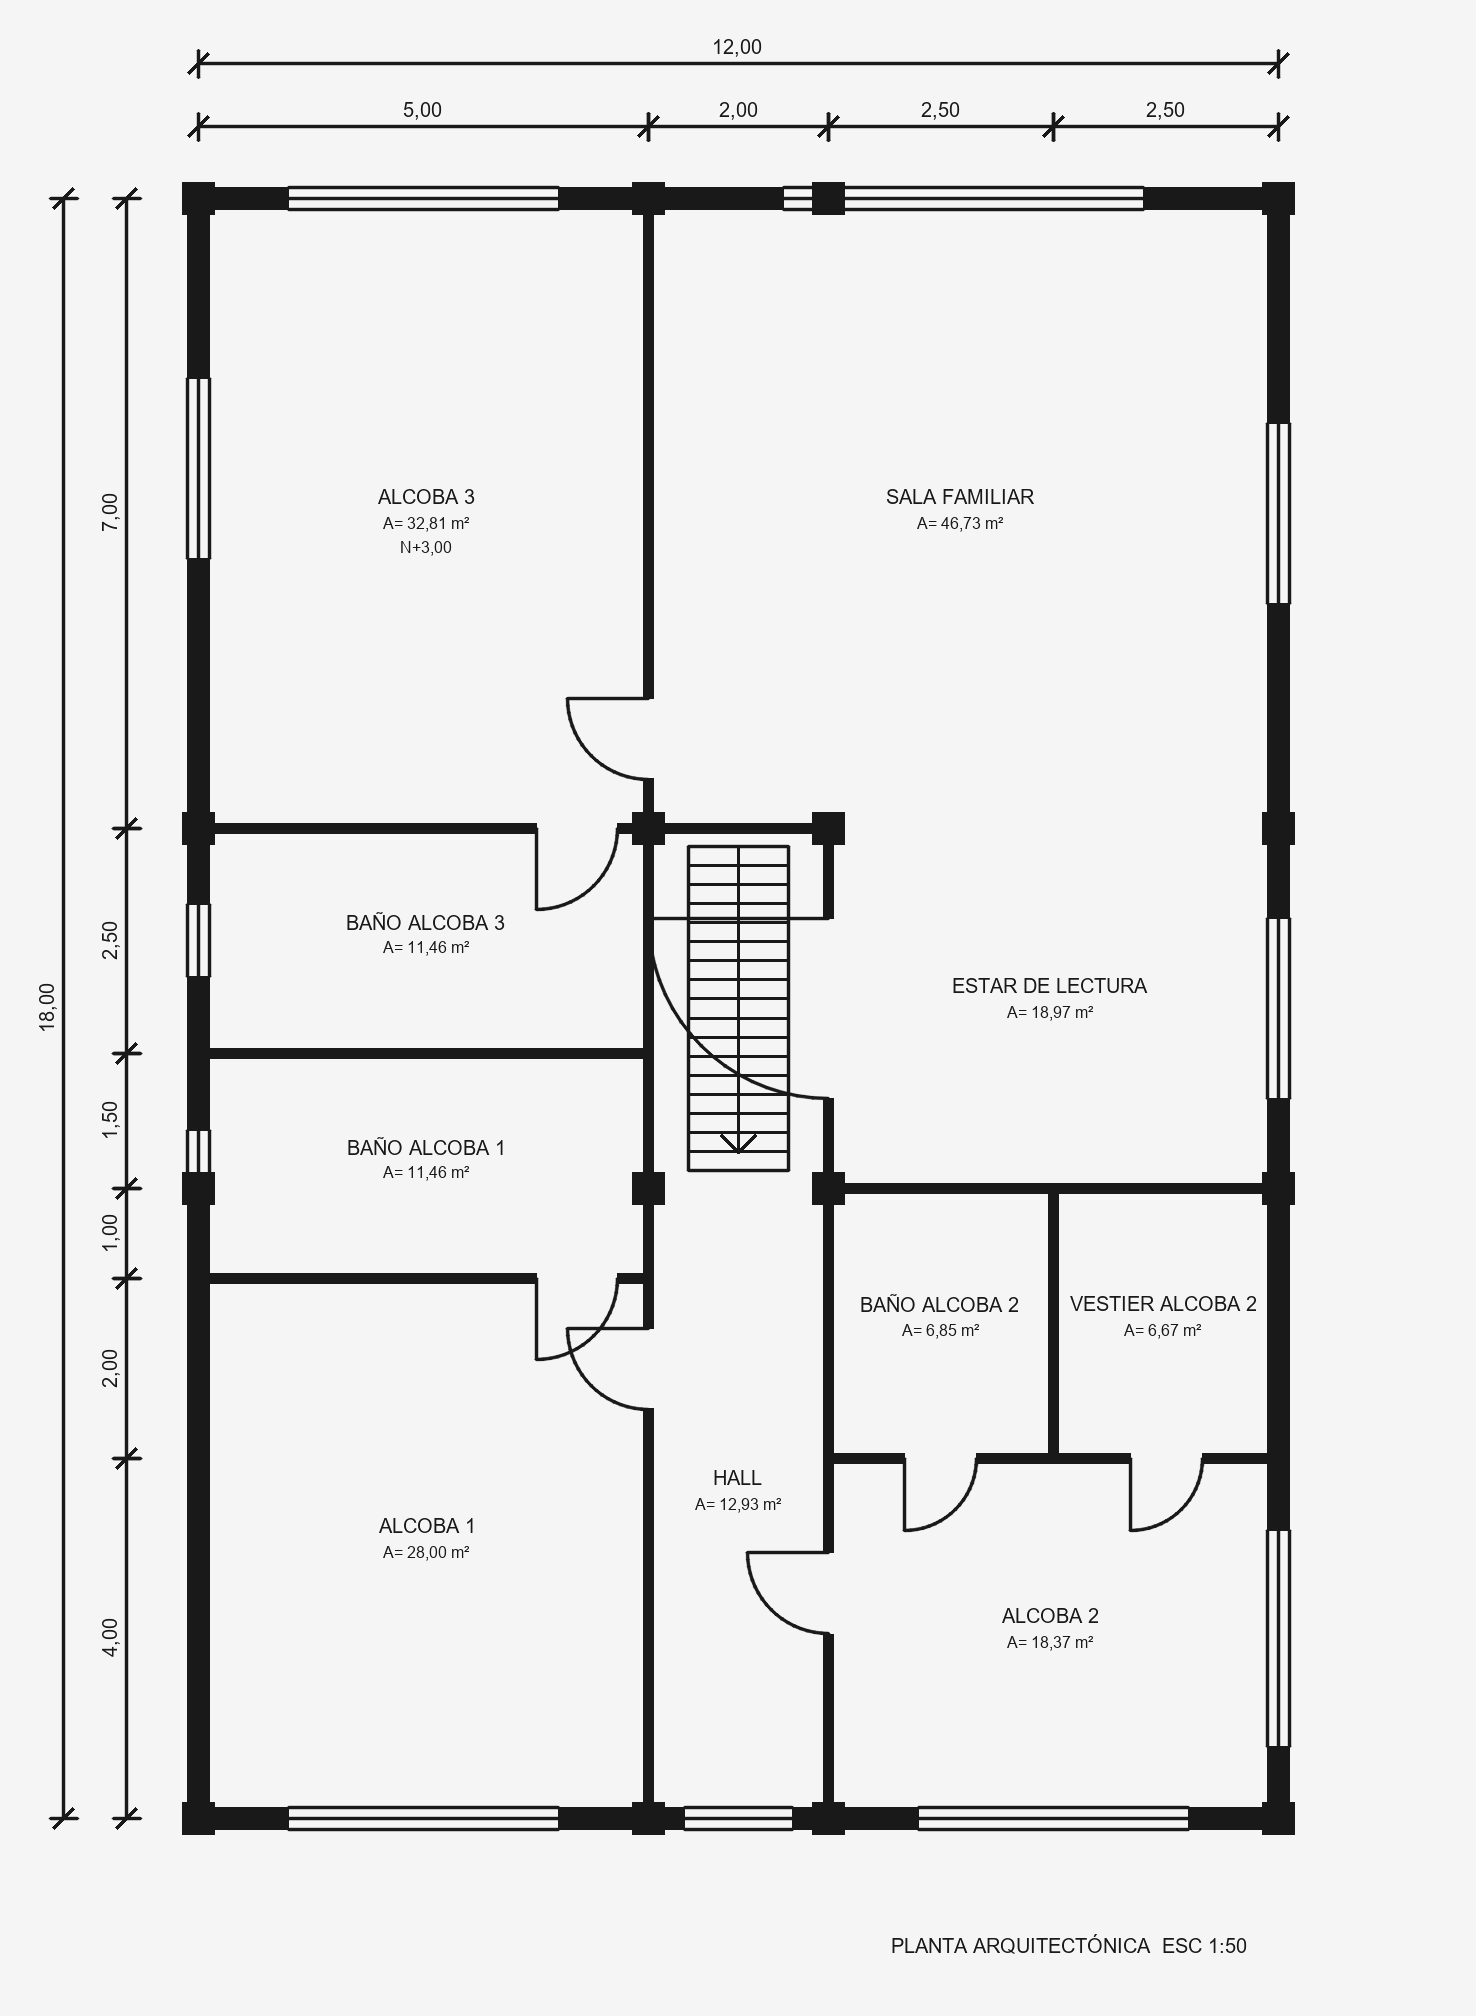 12,00
5,00
2,00
2,50
2,50
7,00
2,50
18,00
1,50
1,00
2,00
4,00
ALCOBA 3
A= 32,81 m²
N+3,00
SALA FAMILIAR
A= 46,73 m²
BAÑO ALCOBA 3
A= 11,46 m²
ESTAR DE LECTURA
A= 18,97 m²
BAÑO ALCOBA 1
A= 11,46 m²
BAÑO ALCOBA 2
A= 6,85 m²
VESTIER ALCOBA 2
A= 6,67 m²
HALL
A= 12,93 m²
ALCOBA 1
A= 28,00 m²
ALCOBA 2
A= 18,37 m²
PLANTA ARQUITECTÓNICA ESC 1:50